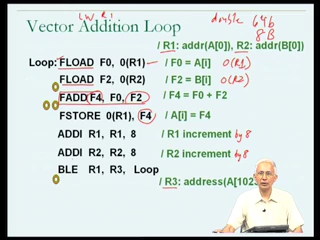 LW R1
double 64b
8B
Vector Addition Loop
/ R1: addr(A[0]), R2: addr(B[0])
Loop: FLOAD F0, 0(R1) / F0 = A[i] 0(R1)
FLOAD F2, 0(R2) / F2 = B[i] 0(R2)
FADD F4, F0, F2 / F4 = F0 + F2
FSTORE 0(R1), F4 / A[i] = F4
ADDI R1, R1, 8 / R1 increment by 8
ADDI R2, R2, 8 / R2 increment by 8
BLE R1, R3, Loop
/ R3: address(A[102